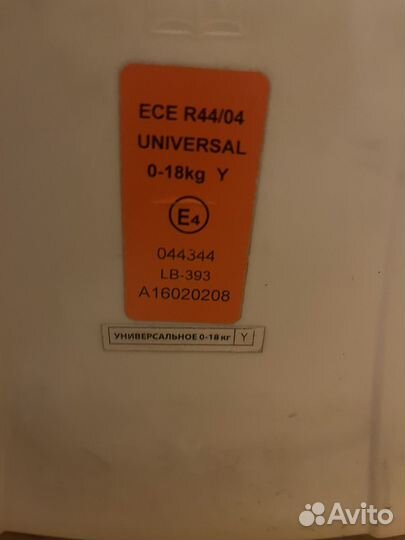 ECE R44/04
UNIVERSAL
0-18kg Y
E4
044344
LB-393
A16020208
УНИВЕРСАЛЬНОЕ 0-18 кг Y
Avito